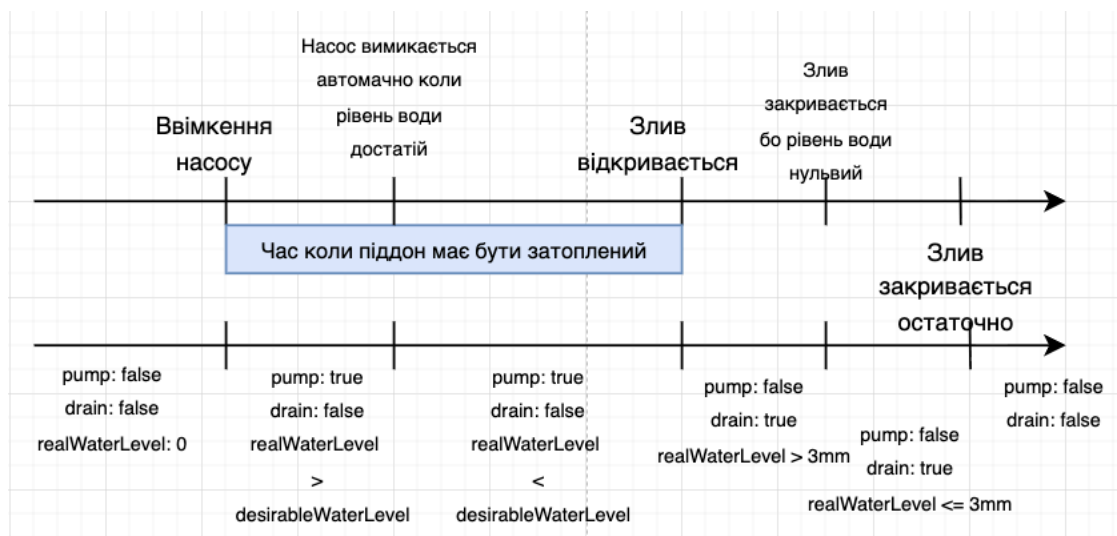 Насос вимикається
автомачно коли
рівень води
достатій
Ввімкення
насосу
Злив
відкривається
Злив
закривається
бо рівень води
нульвий
Час коли піддон має бути затоплений
Злив
закривається
остаточно
pump: false
drain: false
realWaterLevel: 0
pump: true
drain: false
realWaterLevel
>
desirableWaterLevel
pump: true
drain: false
realWaterLevel
<
desirableWaterLevel
pump: false
drain: true
realWaterLevel > 3mm
pump: false
drain: true
realWaterLevel <= 3mm
pump: false
drain: false